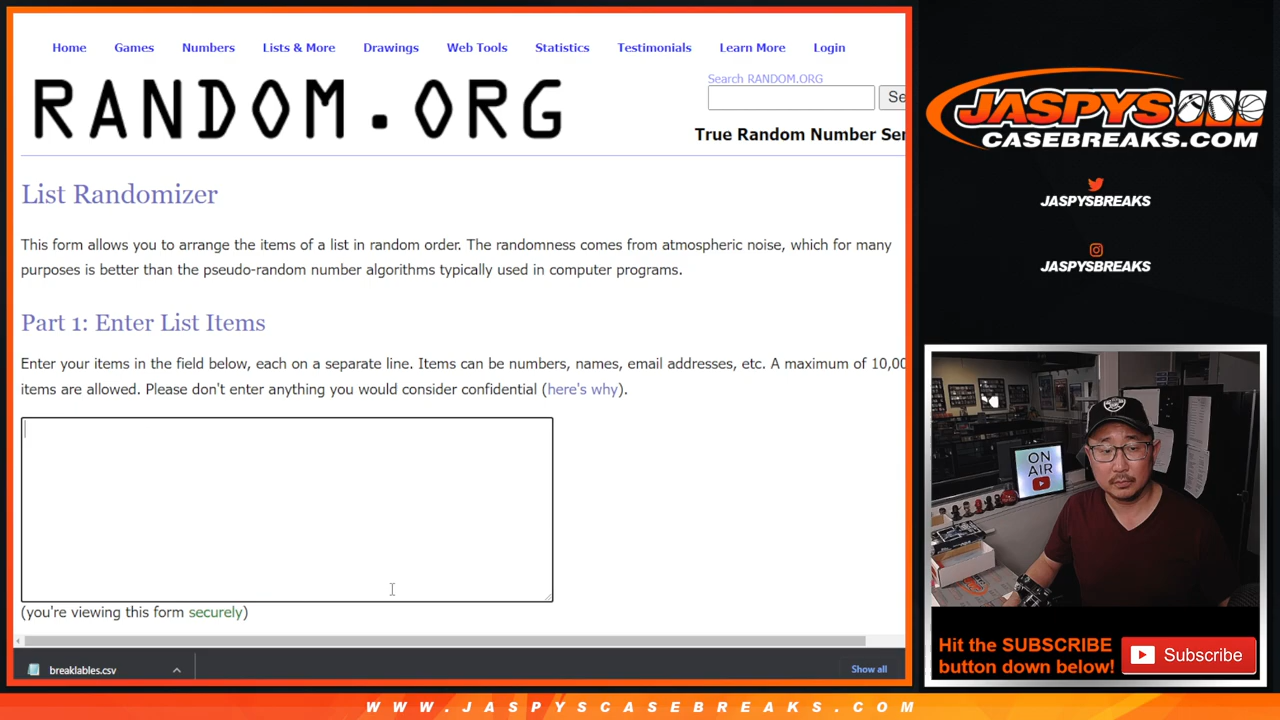 Home Games Numbers Lists & More Drawings Web Tools Statistics Testimonials Learn More Login
RANDOM.ORG
Search RANDOM.ORG
Se
True Random Number Ser
List Randomizer
This form allows you to arrange the items of a list in random order. The randomness comes from atmospheric noise, which for many
purposes is better than the pseudo-random number algorithms typically used in computer programs.
Part 1: Enter List Items
Enter your items in the field below, each on a separate line. Items can be numbers, names, email addresses, etc. A maximum of 10,00
items are allowed. Please don't enter anything you would consider confidential (here's why).
(you're viewing this form securely)
breaklables.csv
Show all
JASPYS
CASEBREAKS.COM
JASPYSBREAKS
JASPYSBREAKS
ON
AIR
Hit the SUBSCRIBE
button down below!
Subscribe
WWW.JASPYSCASEBREAKS.COM